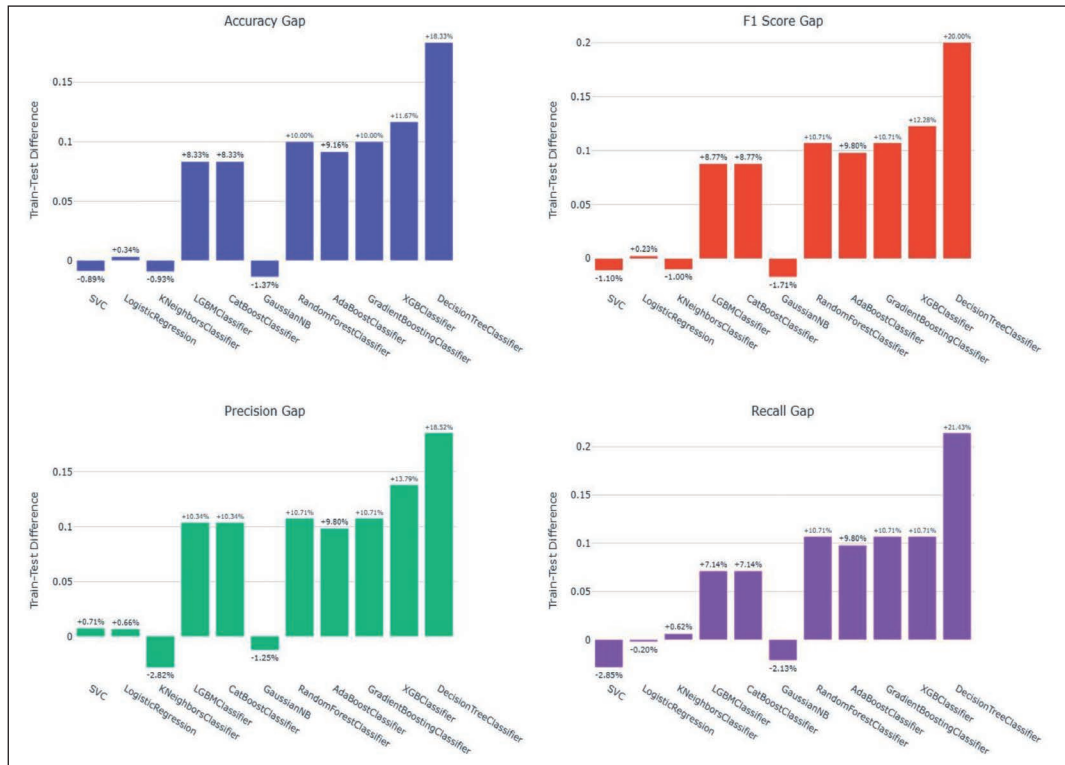 Accuracy Gap
Train-Test Difference
0.15
0.1
0.05
0
-0.89%
+0.34%
-0.93%
+8.33%
+8.33%
-1.37%
+10.00%
+9.16%
+10.00%
+11.67%
+18.33%
SVC
LogisticRegression
KNeighborsClassifier
LGBMClassifier
CatBoostClassifier
GaussianNB
RandomForestClassifier
AdaBoostClassifier
GradientBoostingClassifier
XGBClassifier
DecisionTreeClassifier
F1 Score Gap
Train-Test Difference
0.2
0.15
0.1
0.05
0
-1.10%
+0.23%
-1.00%
+8.77%
+8.77%
-1.71%
+10.71%
+9.80%
+10.71%
+12.28%
+20.00%
SVC
LogisticRegression
KNeighborsClassifier
LGBMClassifier
CatBoostClassifier
GaussianNB
RandomForestClassifier
AdaBoostClassifier
GradientBoostingClassifier
XGBClassifier
DecisionTreeClassifier
Precision Gap
Train-Test Difference
0.15
0.1
0.05
0
+0.71%
+0.66%
-2.82%
+10.34%
+10.34%
-1.25%
+10.71%
+9.80%
+10.71%
+13.79%
+18.52%
SVC
LogisticRegression
KNeighborsClassifier
LGBMClassifier
CatBoostClassifier
GaussianNB
RandomForestClassifier
AdaBoostClassifier
GradientBoostingClassifier
XGBClassifier
DecisionTreeClassifier
Recall Gap
Train-Test Difference
0.2
0.15
0.1
0.05
0
-2.85%
-0.20%
+0.62%
+7.14%
+7.14%
-2.13%
+10.71%
+9.80%
+10.71%
+10.71%
+21.43%
SVC
LogisticRegression
KNeighborsClassifier
LGBMClassifier
CatBoostClassifier
GaussianNB
RandomForestClassifier
AdaBoostClassifier
GradientBoostingClassifier
XGBClassifier
DecisionTreeClassifier